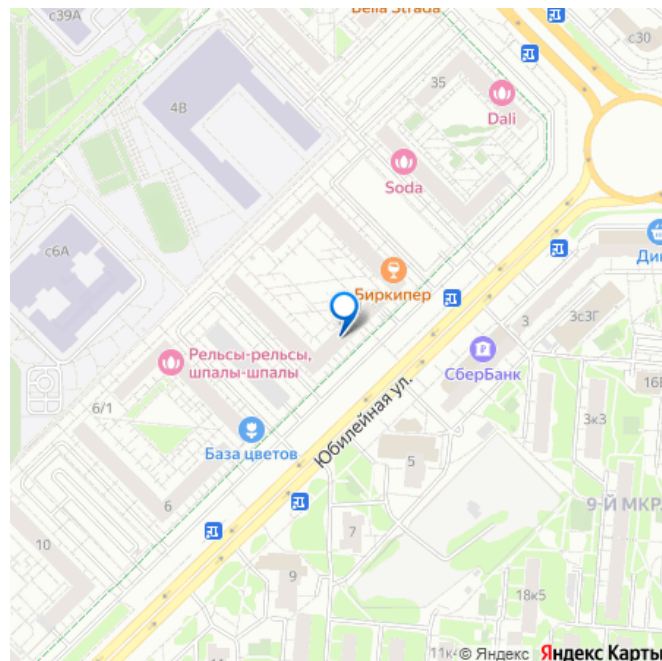 Bella Strada
с39А
с30
35
4В
Dali
Soda
с6А
Ди
Биркипер
3
3с3Г
СберБанк
Рельсы-рельсы,
шпалы-шпалы
16В
6/1
3к3
База цветов
Юбилейная ул.
5
6
9-Й МКР
10
7
9
18к5
11к4
© Яндекс Яндекс Карты